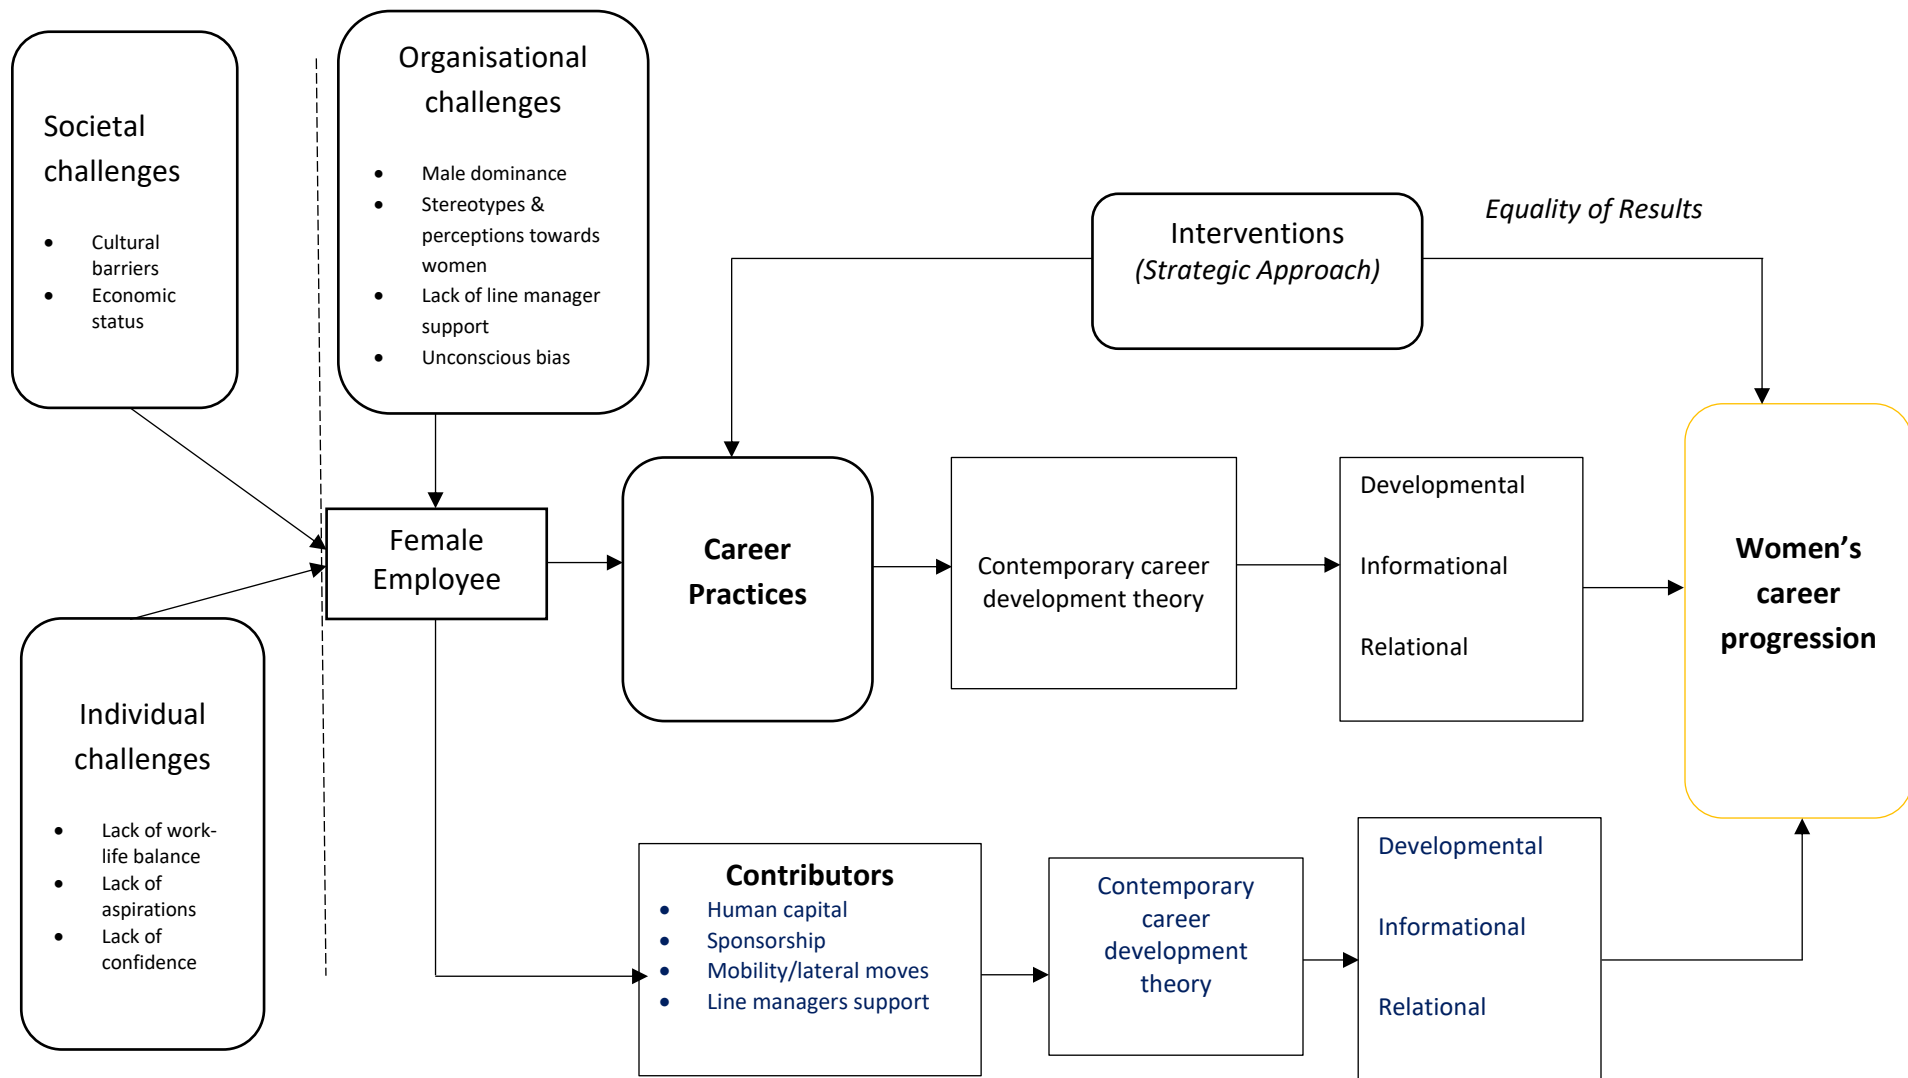 Societal
challenges
• Cultural
barriers
• Economic
status
Organisational
challenges
• Male dominance
• Stereotypes &
perceptions towards
women
• Lack of line manager
support
• Unconscious bias
Interventions
(Strategic Approach)
Equality of Results
Female
Employee
Career
Practices
Contemporary career
development theory
Developmental
Informational
Relational
Women’s
career
progression
Individual
challenges
• Lack of work-
life balance
• Lack of
aspirations
• Lack of
confidence
Contributors
• Human capital
• Sponsorship
• Mobility/lateral moves
• Line managers support
Contemporary
career
development
theory
Developmental
Informational
Relational